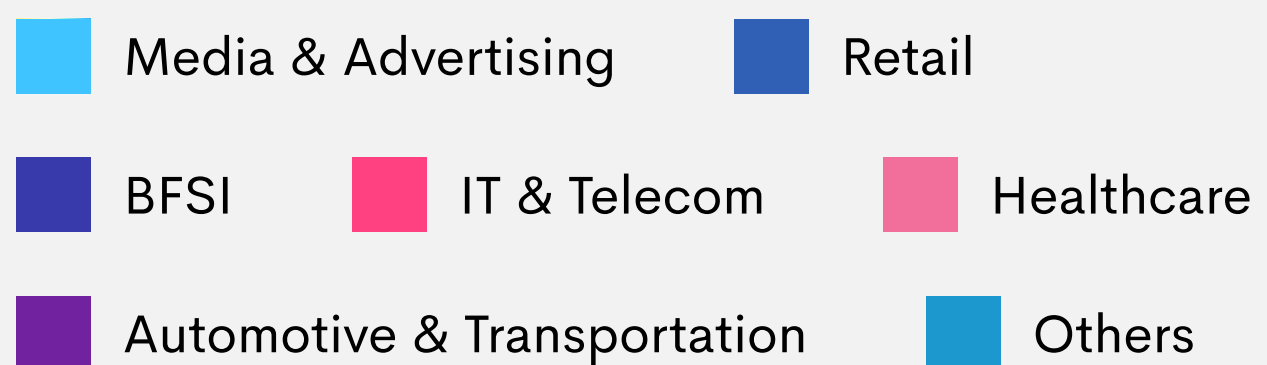 Media & Advertising Retail
BFSI IT & Telecom Healthcare
Automotive & Transportation Others